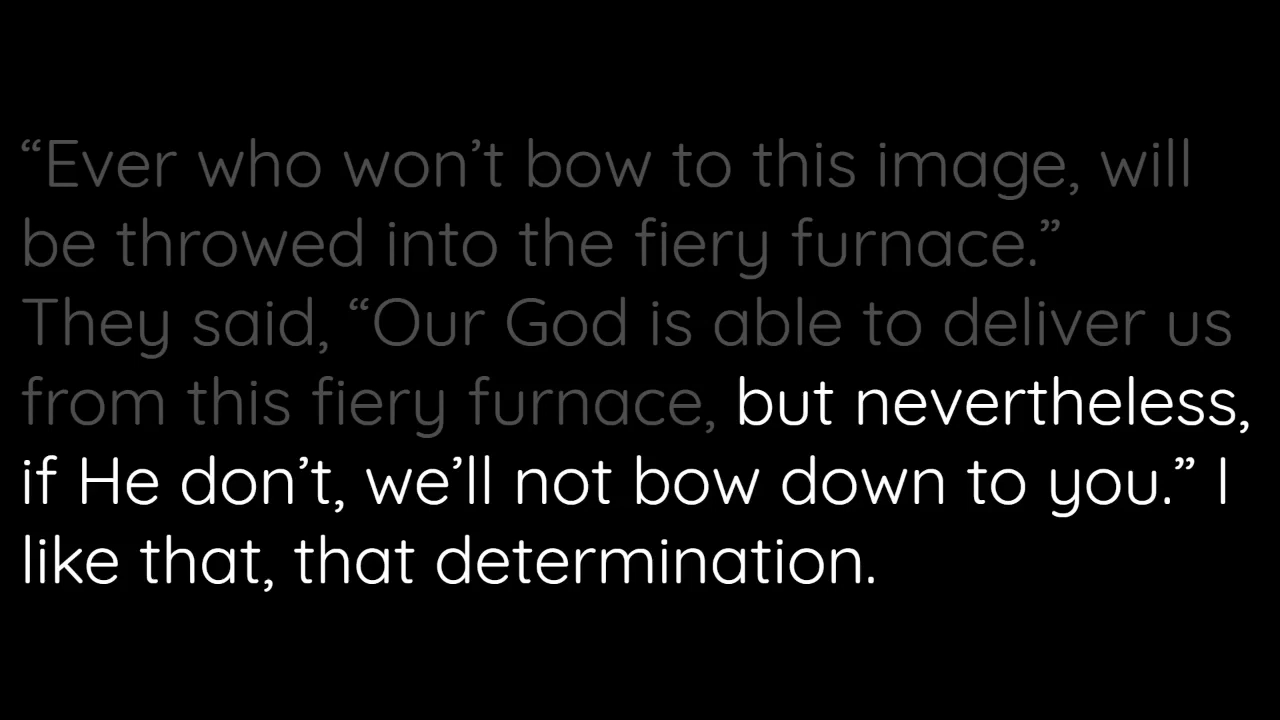 “Ever who won’t bow to this image, will
be throwed into the fiery furnace.”
They said, “Our God is able to deliver us
from this fiery furnace, but nevertheless,
if He don’t, we’ll not bow down to you.” I
like that, that determination.